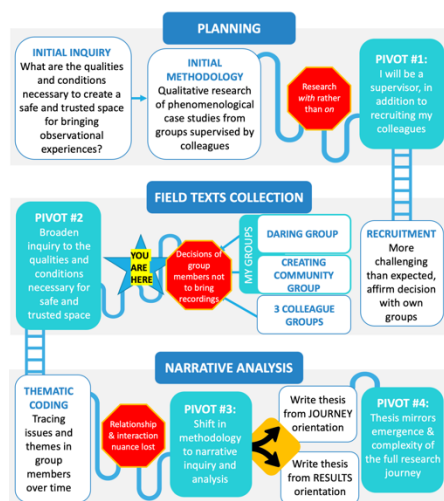 PLANNING
INITIAL INQUIRY
What are the qualities
and conditions
necessary to create a
safe and trusted space
for bringing
observational
experiences?
INITIAL
METHODOLOGY
Qualitative research
of phenomenological
case studies from
groups supervised by
colleagues
Research
with rather
than on
PIVOT #1:
I will be a
supervisor, in
addition to
recruiting my
colleagues
FIELD TEXTS COLLECTION
PIVOT #2
Broaden
inquiry to the
qualities and
conditions
necessary for
safe and
trusted space
YOU
ARE
HERE
Decisions of
group
members not
to bring
recordings
MY GROUPS
DARING GROUP
CREATING
COMMUNITY
GROUP
3 COLLEAGUE
GROUPS
RECRUITMENT
More
challenging
than expected,
affirm decision
with own
groups
NARRATIVE ANALYSIS
THEMATIC
CODING
Tracing
issues and
themes in
group
members
over time
Relationship
& interaction
nuance lost
PIVOT #3:
Shift in
methodology
to narrative
inquiry and
analysis
Write thesis
from JOURNEY
orientation
Write thesis
from RESULTS
orientation
PIVOT #4:
Thesis mirrors
emergence &
complexity of
the full research
journey